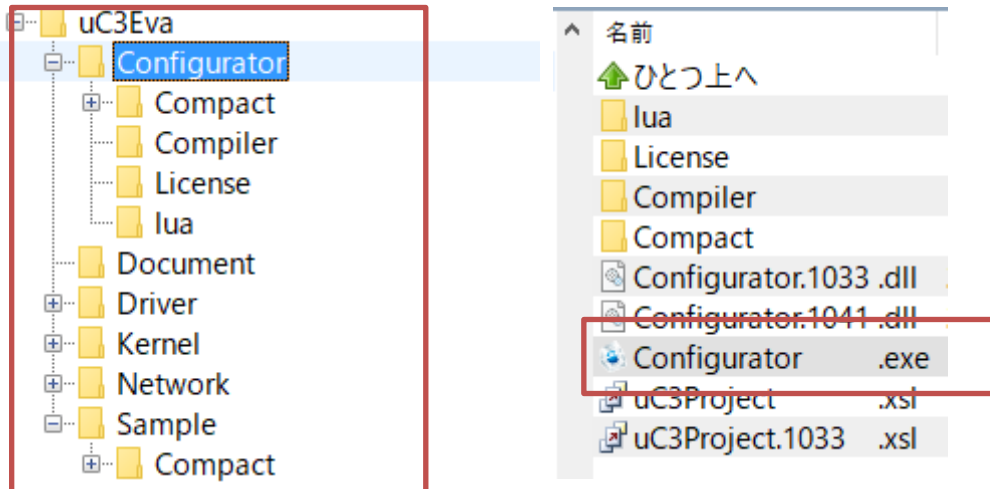 uC3Eva
Configurator
Compact
Compiler
License
lua
Document
Driver
Kernel
Network
Sample
Compact
名前
ひとつ上へ
lua
License
Compiler
Compact
Configurator.1033 .dll
Configurator.1041 .dll
Configurator .exe
uC3Project .xsl
uC3Project.1033 .xsl